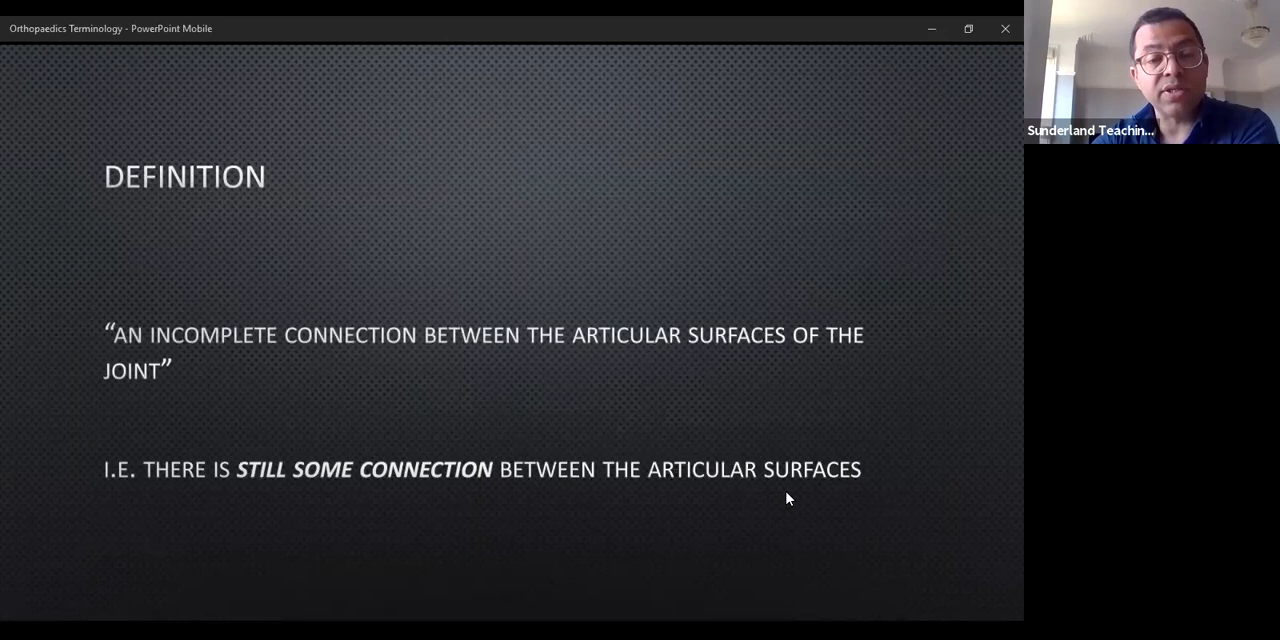 Orthopaedics Terminology - PowerPoint Mobile
Sunderland Teachin...
DEFINITION
“AN INCOMPLETE CONNECTION BETWEEN THE ARTICULAR SURFACES OF THE
JOINT”
I.E. THERE IS STILL SOME CONNECTION BETWEEN THE ARTICULAR SURFACES